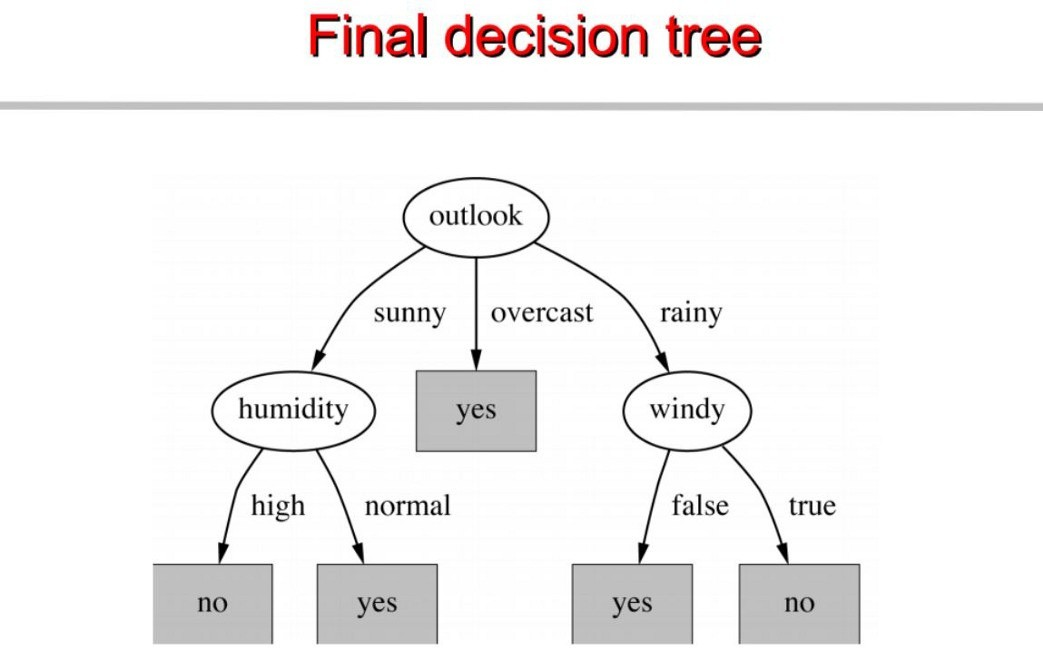 Final decision tree
outlook
sunny overcast rainy
humidity yes windy
high normal false true
no yes yes no